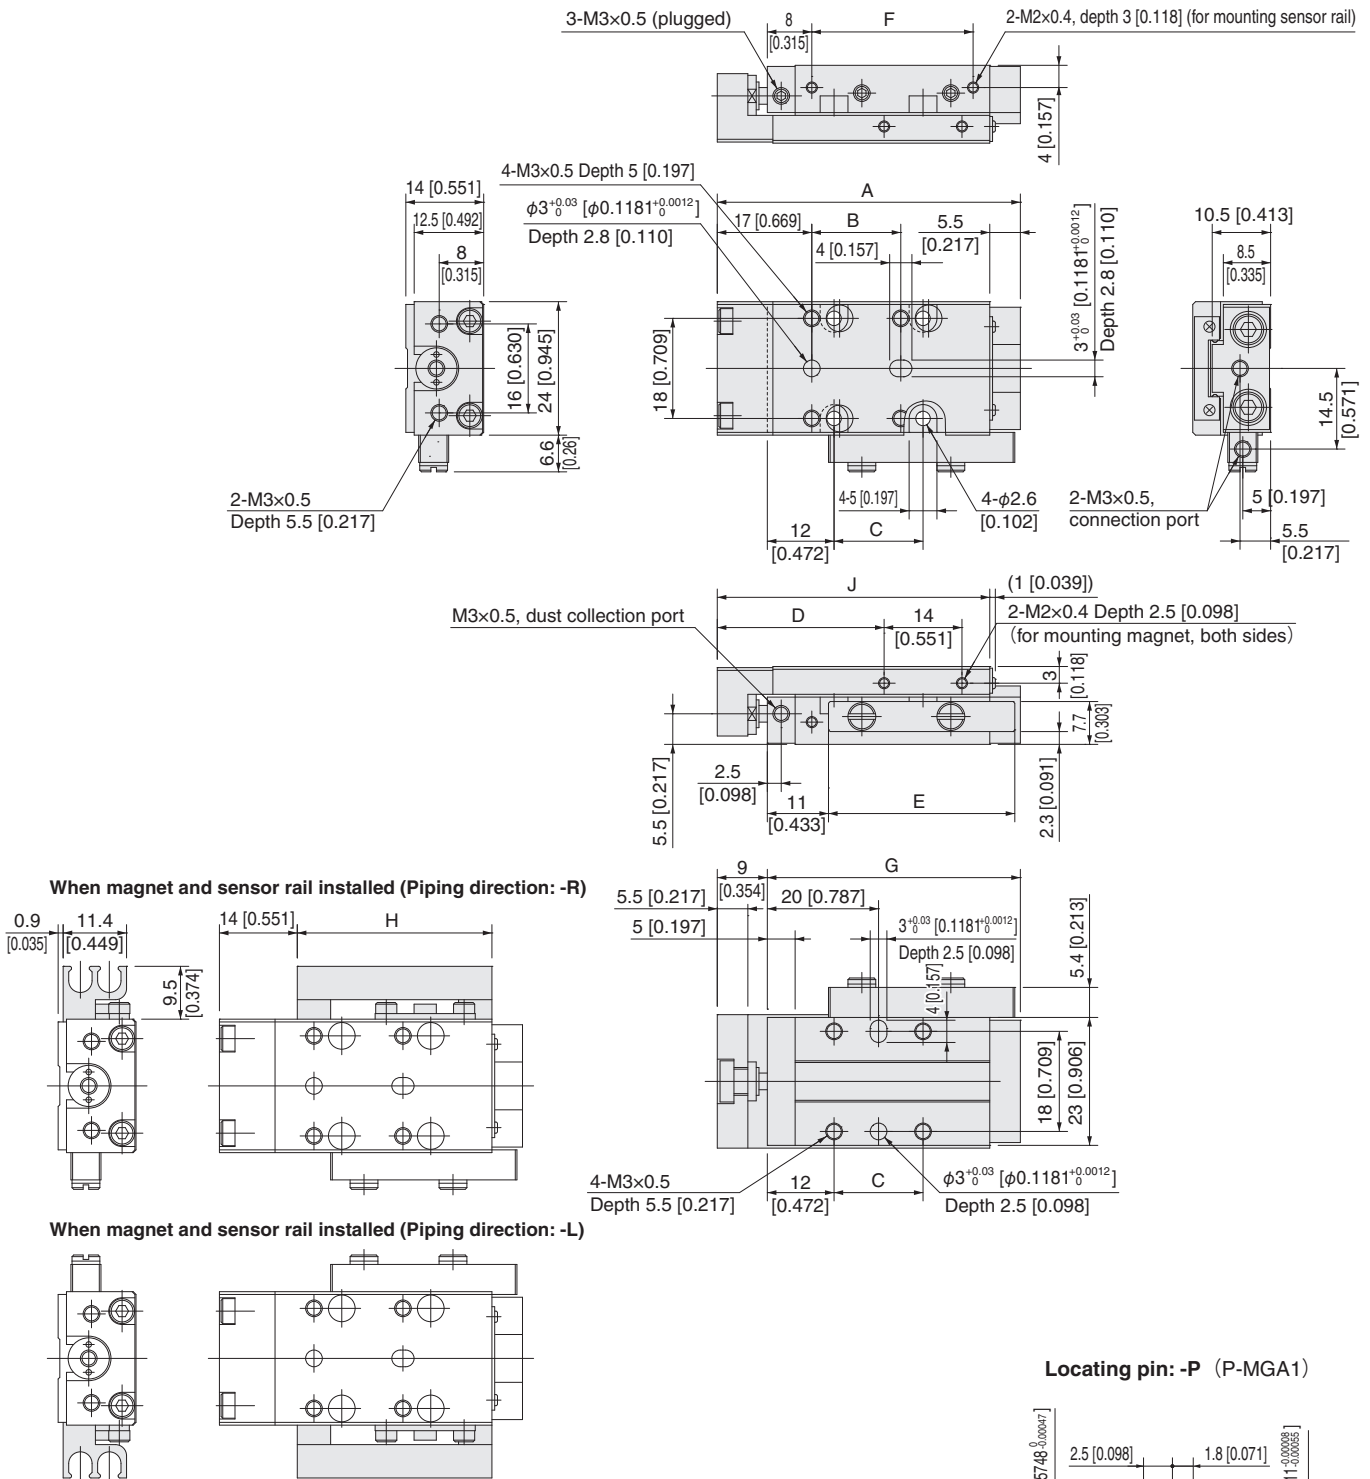 3-M3×0.5 (plugged)
8
[0.315]
F
2-M2×0.4, depth 3 [0.118] (for mounting sensor rail)
4 [0.157]
4-M3×0.5 Depth 5 [0.197]
φ3 +0.03 0 [φ0.1181 +0.0012 0]
Depth 2.8 [0.110]
A
17 [0.669]
B
5.5
[0.217]
4 [0.157]
3 +0.03 0 [0.1181 +0.0012 0]
Depth 2.8 [0.110]
14 [0.551]
12.5 [0.492]
8
[0.315]
16 [0.630]
24 [0.945]
6.6
[0.26]
2-M3×0.5
Depth 5.5 [0.217]
18 [0.709]
4-5 [0.197]
4-φ2.6
[0.102]
12
[0.472]
C
10.5 [0.413]
8.5
[0.335]
14.5
[0.571]
2-M3×0.5,
connection port
5 [0.197]
5.5
[0.217]
J
(1 [0.039])
M3×0.5, dust collection port
D
14
[0.551]
2-M2×0.4 Depth 2.5 [0.098]
(for mounting magnet, both sides)
3
[0.118]
7.7
[0.303]
5.5 [0.217]
2.5
[0.098]
11
[0.433]
E
2.3 [0.091]
When magnet and sensor rail installed (Piping direction: -R)
0.9
[0.035]
11.4
[0.449]
9.5
[0.374]
14 [0.551]
H
9
[0.354]
G
5.5 [0.217]
20 [0.787]
5 [0.197]
3 +0.03 0 [0.1181 +0.0012 0]
Depth 2.5 [0.098]
4 [0.157]
5.4 [0.213]
18 [0.709]
23 [0.906]
4-M3×0.5
Depth 5.5 [0.217]
12
[0.472]
C
φ3 +0.03 0 [φ0.1181 +0.0012 0]
Depth 2.5 [0.098]
When magnet and sensor rail installed (Piping direction: -L)
Locating pin: -P (P-MGA1)
5748 0 -0.00047 ]
2.5 [0.098]
1.8 [0.071]
11 -0.00008 -0.00055 ]